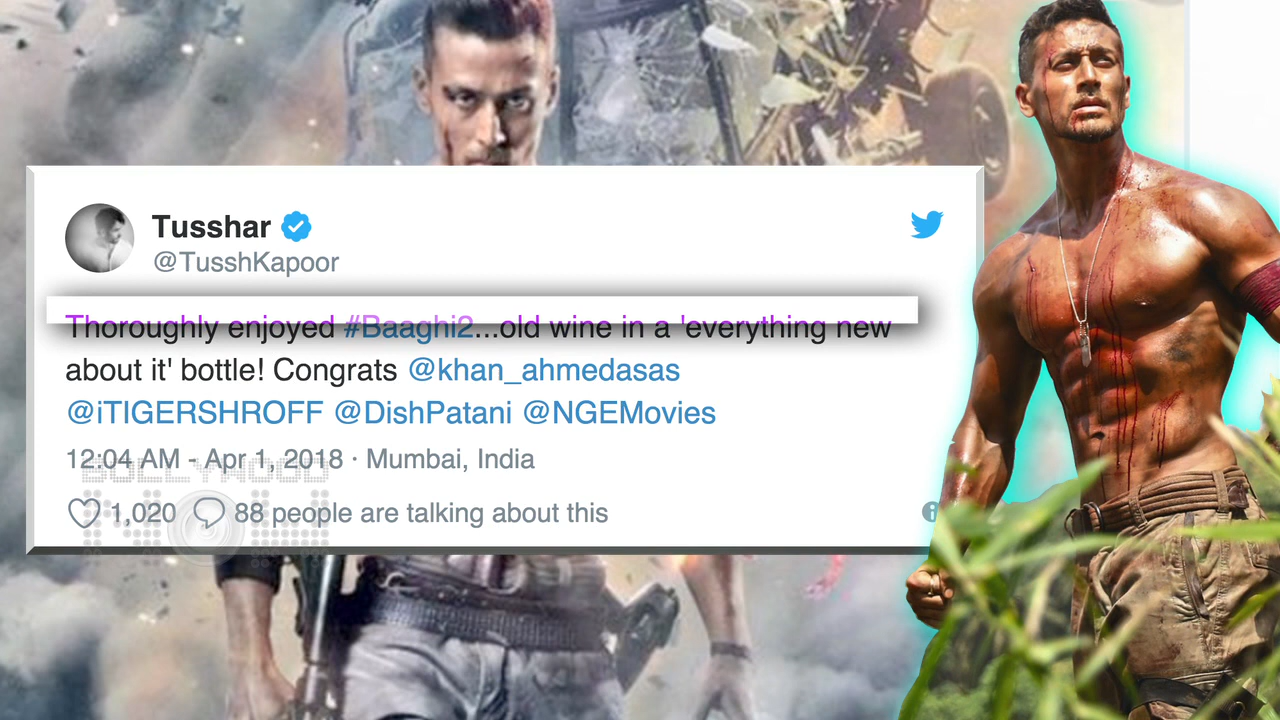 Tusshar
@TusshKapoor
Thoroughly enjoyed #Baaghi2...old wine in a 'everything new
about it' bottle! Congrats @khan_ahmedasas
@iTIGERSHROFF @DishPatani @NGEMovies
12:04 AM - Apr 1, 2018 · Mumbai, India
BOLLYWOOD
1,020 88 people are talking about this